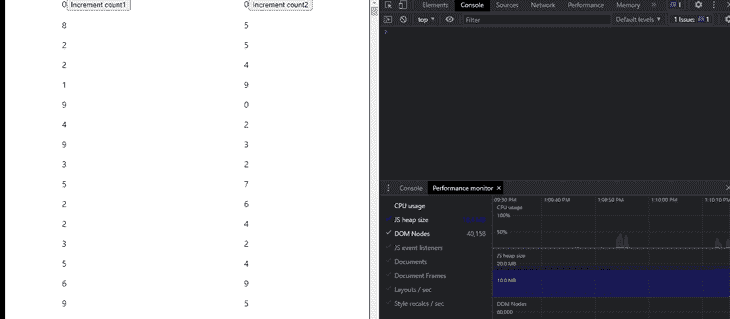 0 Increment count1 0 Increment count2
8 5
2 5
2 4
1 9
9 0
4 2
9 3
3 2
5 7
2 6
2 4
3 2
5 4
6 9
9 5
Elements Console Sources Network Performance Memory » 1
top Filter Default levels 1 Issue: 1
Console Performance monitor ×
CPU usage
JS heap size
DOM Nodes 40,158
JS event listeners
Documents
Document Frames
Layouts / sec
Style recalcs / sec
1:09:40 PM 1:09:50 PM 1:10:00 PM 1:10:10 PM
CPU usage
100%
50%
JS heap size
20.0 MB
10.0 MB
DOM Nodes
60,000